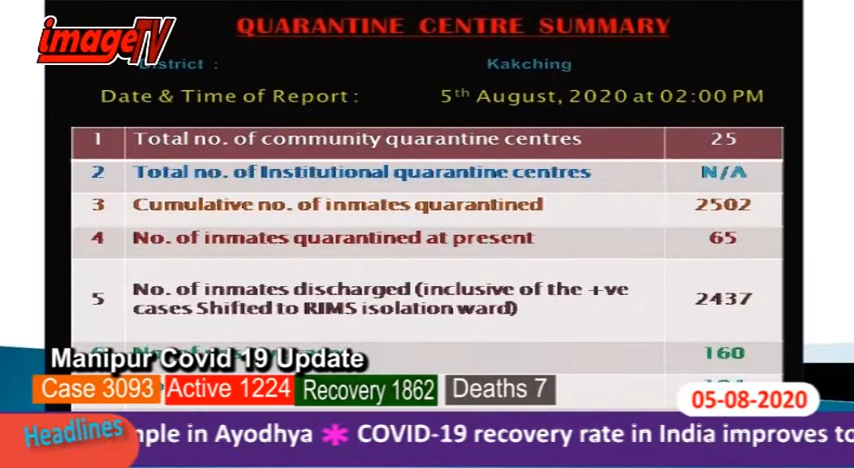 imageTV
QUARANTINE CENTRE SUMMARY
District : Kakching
Date & Time of Report : 5th August, 2020 at 02:00 PM
1 Total no. of community quarantine centres 25
2 Total no. of Institutional quarantine centres N/A
3 Cumulative no. of inmates quarantined 2502
4 No. of inmates quarantined at present 65
5 No. of inmates discharged (inclusive of the +ve
cases Shifted to RIMS isolation ward) 2437
160
Manipur Covid 19 Update
Case 3093 Active 1224 Recovery 1862 Deaths 7
05-08-2020
Headlines mple in Ayodhya * COVID-19 recovery rate in India improves to